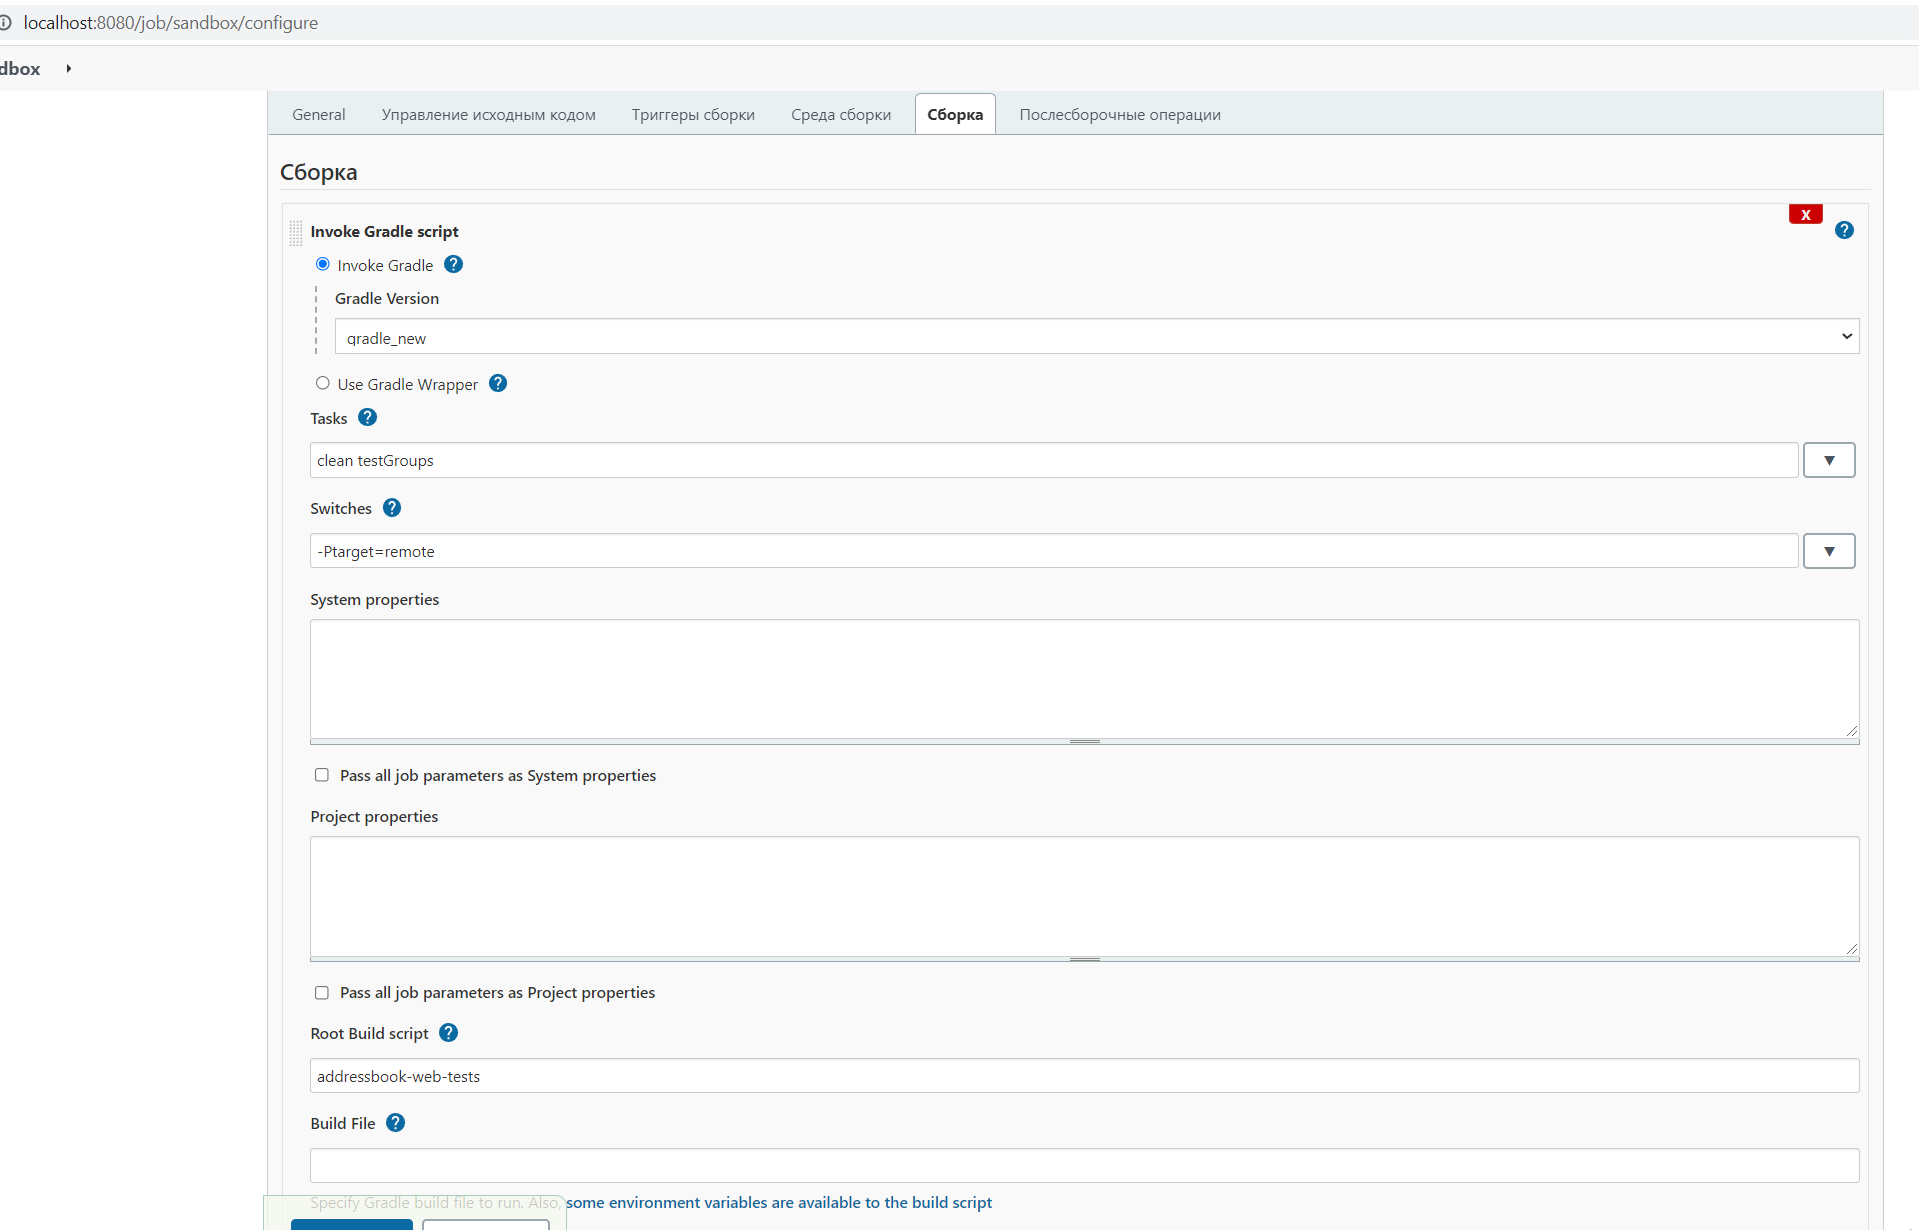 localhost:8080/job/sandbox/configure
dbox
General Управление исходным кодом Триггеры сборки Среда сборки Сборка Послесборочные операции
Сборка
X
Invoke Gradle script ?
Invoke Gradle ?
Gradle Version
gradle_new
Use Gradle Wrapper ?
Tasks ?
clean testGroups
Switches ?
-Ptarget=remote
System properties
Pass all job parameters as System properties
Project properties
Pass all job parameters as Project properties
Root Build script ?
addressbook-web-tests
Build File ?
Specify Gradle build file to run. Also, some environment variables are available to the build script